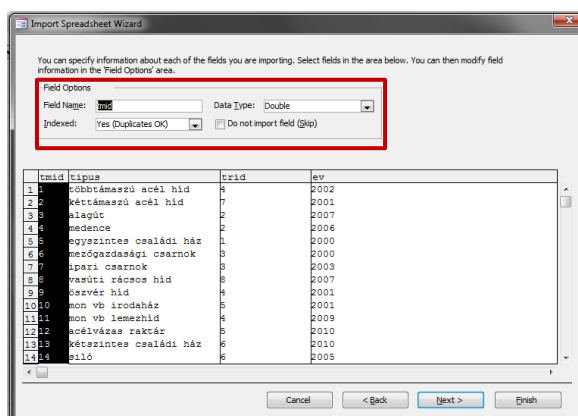 Import Spreadsheet Wizard
You can specify information about each of the fields you are importing. Select fields in the area below. You can then modify field
information in the 'Field Options' area.
Field Options
Field Name: tmid Data Type: Double
Indexed: Yes (Duplicates OK) Do not import field (Skip)
tmid tipus trid ev
1 1 többtámaszú acél híd 4 2002
2 2 kéttámaszú acél híd 7 2001
3 3 alagút 2 2007
4 4 medence 2 2006
5 5 egyszintes családi ház 1 2000
6 6 mezőgazdasági csarnok 3 2000
7 7 ipari csarnok 3 2003
8 8 vasúti rácsos híd 8 2007
9 9 öszvér híd 4 2001
10 10 mon vb irodaház 5 2001
11 11 mon vb lemezhíd 4 2009
12 12 acélvázas raktár 5 2010
13 13 kétszintes családi ház 6 2010
14 14 siló 6 2005
Cancel < Back Next > Finish